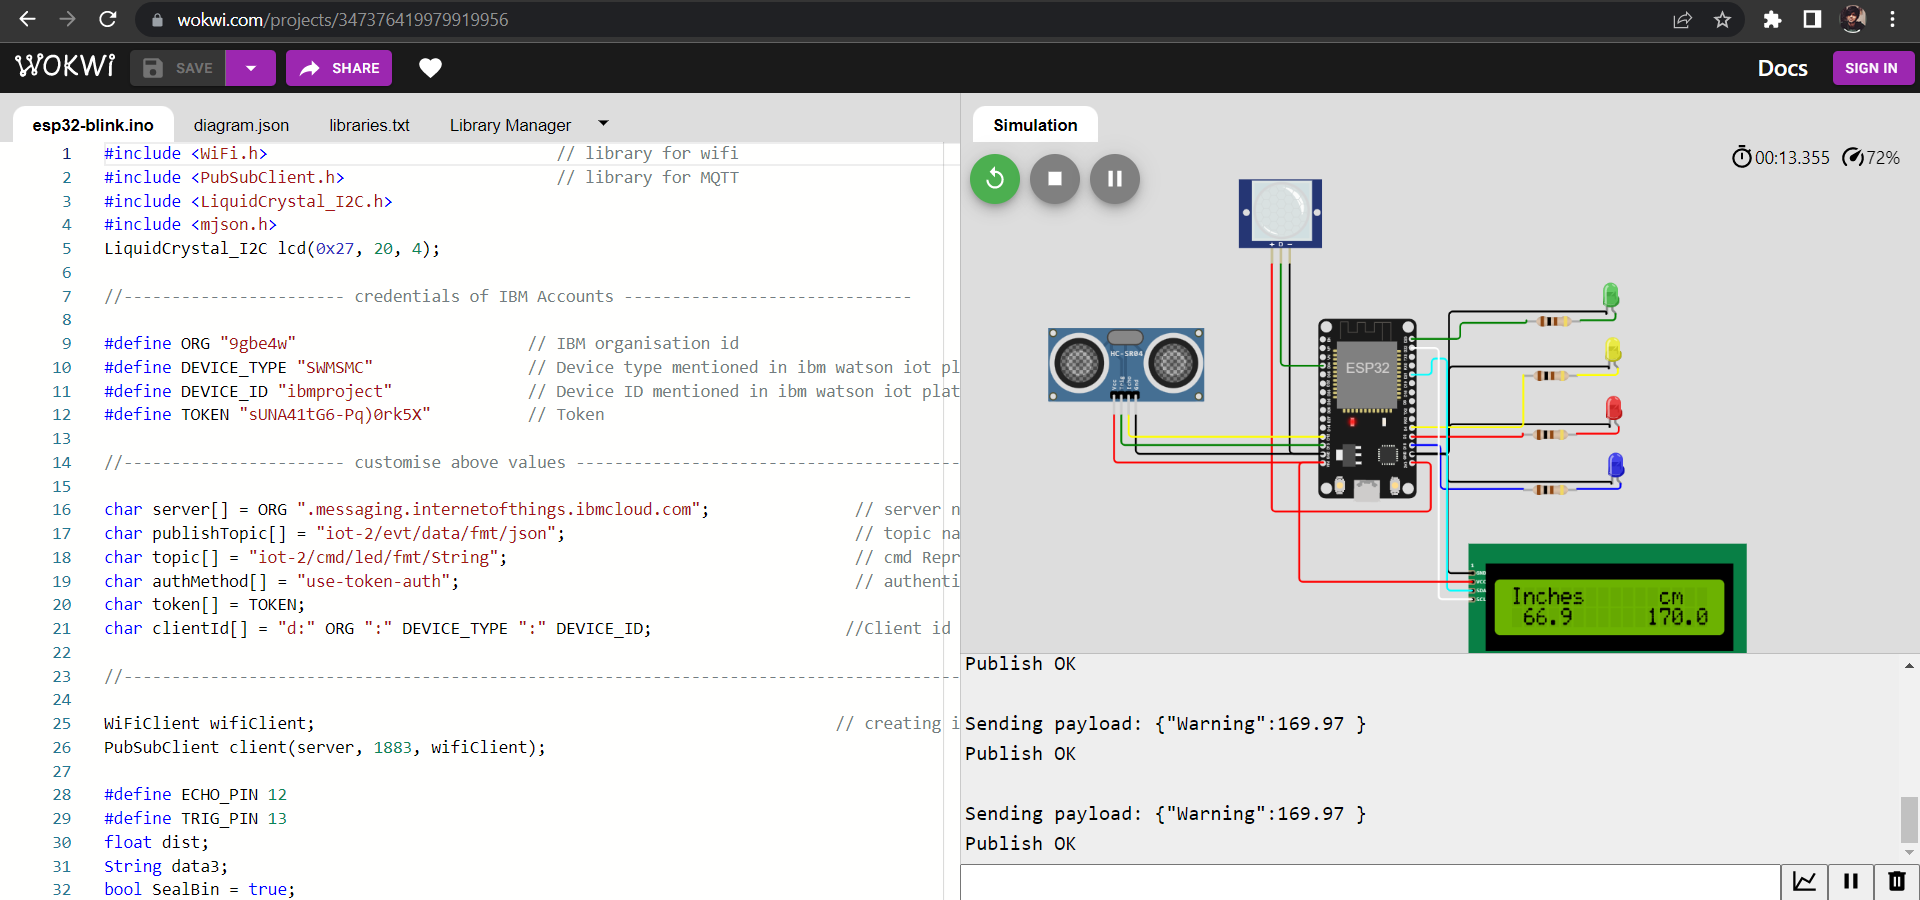 wokwi.com/projects/347376419979919956
WOKWI
SAVE
SHARE
Docs
SIGN IN
esp32-blink.ino
diagram.json
libraries.txt
Library Manager
1 #include <WiFi.h> // library for wifi
2 #include <PubSubClient.h> // library for MQTT
3 #include <LiquidCrystal_I2C.h>
4 #include <mjson.h>
5 LiquidCrystal_I2C lcd(0x27, 20, 4);
6
7 //----------------------- credentials of IBM Accounts -----------------------------
8
9 #define ORG "9gbe4w" // IBM organisation id
10 #define DEVICE_TYPE "SWMSMC" // Device type mentioned in ibm watson iot pl
11 #define DEVICE_ID "ibmproject" // Device ID mentioned in ibm watson iot plat
12 #define TOKEN "sUNA41tG6-Pq)0rk5X" // Token
13
14 //----------------------- customise above values ----------------------------------------
15
16 char server[] = ORG ".messaging.internetofthings.ibmcloud.com"; // server n
17 char publishTopic[] = "iot-2/evt/data/fmt/json"; // topic na
18 char topic[] = "iot-2/cmd/led/fmt/String"; // cmd Repr
19 char authMethod[] = "use-token-auth"; // authenti
20 char token[] = TOKEN;
21 char clientId[] = "d:" ORG ":" DEVICE_TYPE ":" DEVICE_ID; //Client id
22
23 //---------------------------------------------------------------------------------------
24
25 WiFiClient wifiClient; // creating i
26 PubSubClient client(server, 1883, wifiClient);
27
28 #define ECHO_PIN 12
29 #define TRIG_PIN 13
30 float dist;
31 String data3;
32 bool SealBin = true;
Simulation
00:13.355 72%
+ D -
HC-SR04
Vcc
Trig
Echo
Gnd
ESP32
1
GND
VCC
SDA
SCL
Inches cm
66.9 170.0
Publish OK
Sending payload: {"Warning":169.97 }
Publish OK
Sending payload: {"Warning":169.97 }
Publish OK